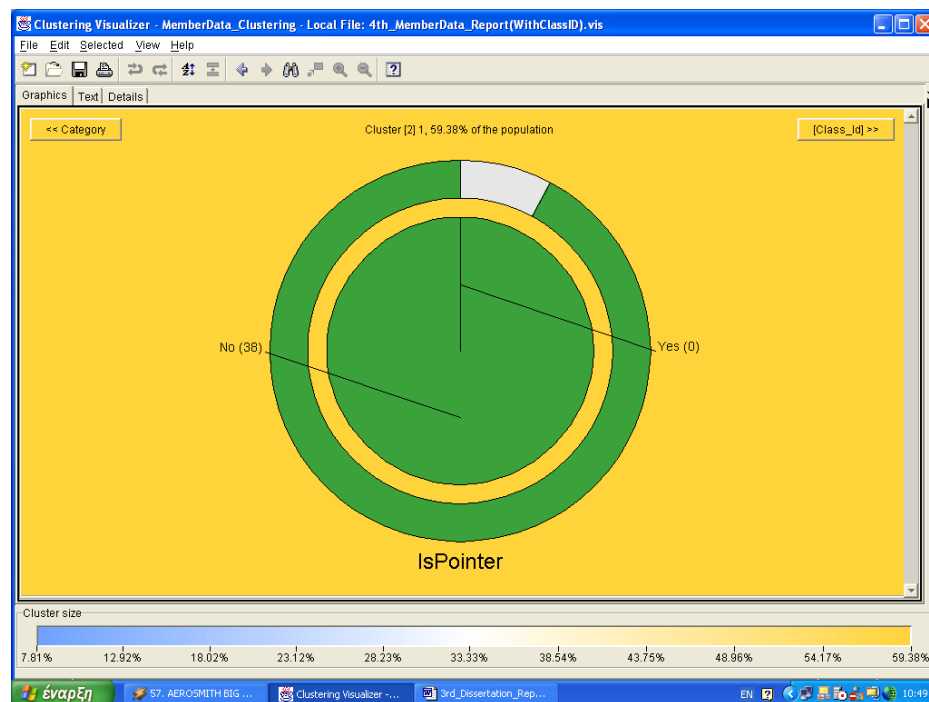 Clustering Visualizer - MemberData_Clustering - Local File: 4th_MemberData_Report(WithClassID).vis
File Edit Selected View Help
Graphics Text Details
<< Category
Cluster [2] 1, 59.38% of the population
[Class_Id] >>
No (38)
Yes (0)
IsPointer
Cluster size
7.81% 12.92% 18.02% 23.12% 28.23% 33.33% 38.54% 43.75% 48.96% 54.17% 59.38%
έναρξη
57. AEROSMITH BIG ...
Clustering Visualizer -...
3rd_Dissertation_Rep...
EN
10:49